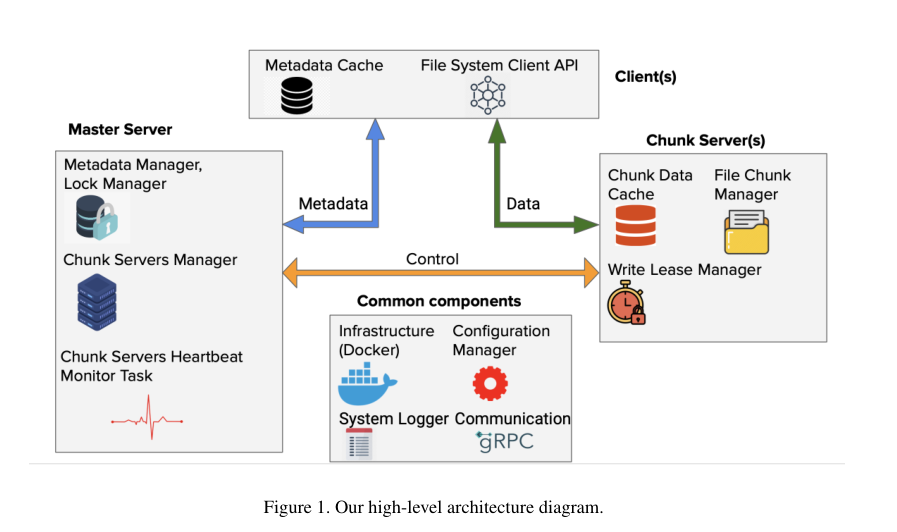 Metadata Cache
File System Client API
Client(s)
Master Server
Metadata Manager,
Lock Manager
Chunk Servers Manager
Chunk Servers Heartbeat
Monitor Task
Metadata
Data
Control
Chunk Server(s)
Chunk Data
Cache
File Chunk
Manager
Write Lease Manager
Common components
Infrastructure
(Docker)
Configuration
Manager
System Logger
Communication
gRPC
Figure 1. Our high-level architecture diagram.